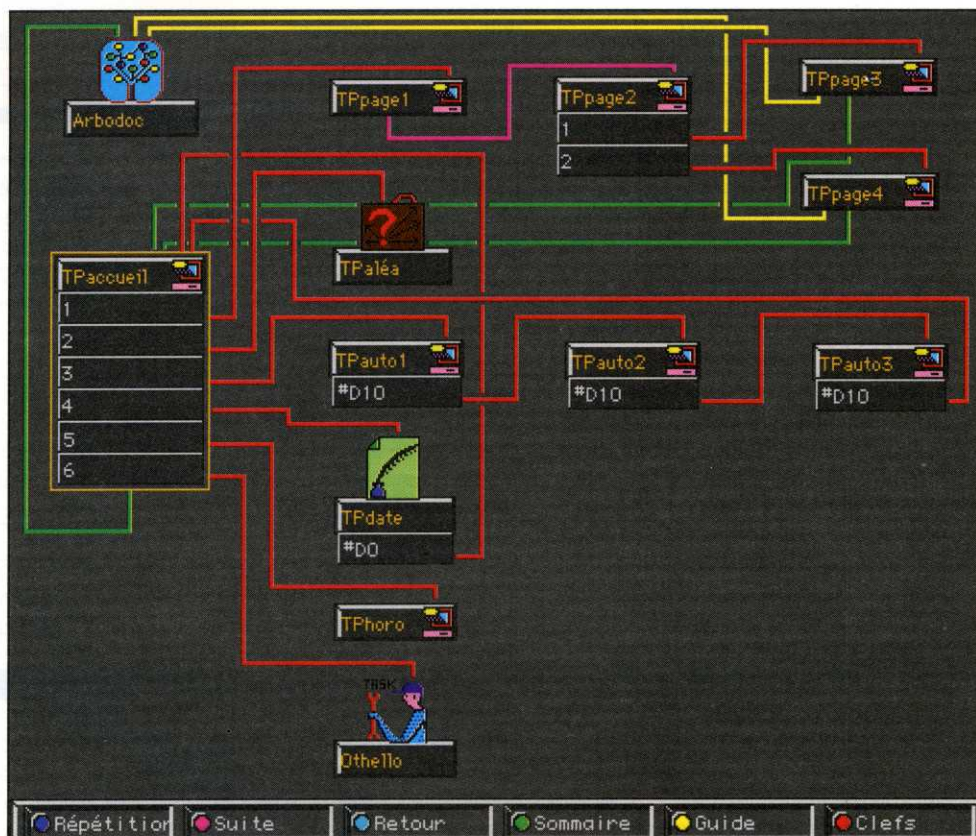 Arbodoc
TPpage1
TPpage2
1
2
TPpage3
TPpage4
TPaccueil
1
2
3
4
5
6
?
TPaléa
TPauto1
#D10
TPauto2
#D10
TPauto3
#D10
TPdate
#D0
TPhoro
TASK
Othello
Répétition
Suite
Retour
Sommaire
Guide
Clefs